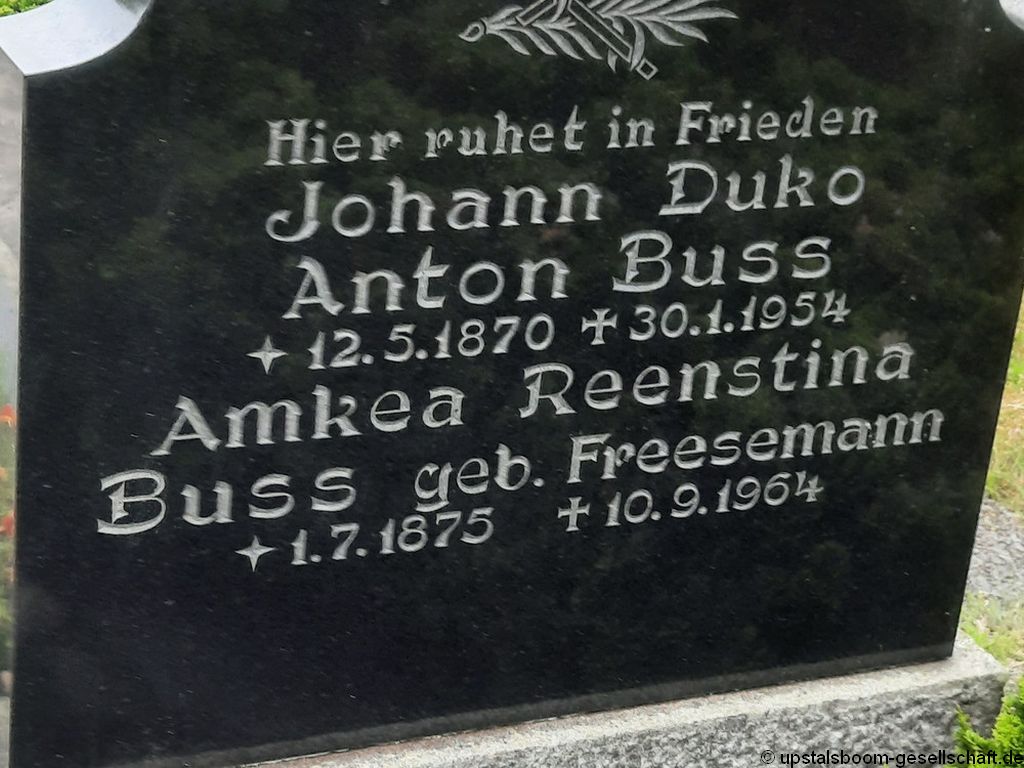 Hier ruhet in Frieden
Johann Duko
Anton Buss
12.5.1870 30.1.1954
Amkea Reenstina
Buss geb. Freesemann
1.7.1875 10.9.1964
© upstalsboom-gesellschaft.de